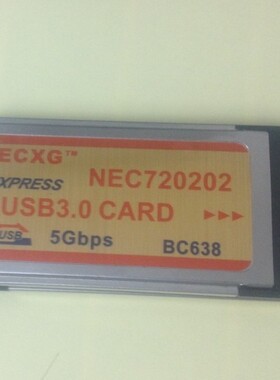 ECXG™
XPRESS NEC720202
USB3.0 CARD
USB 5Gbps BC638